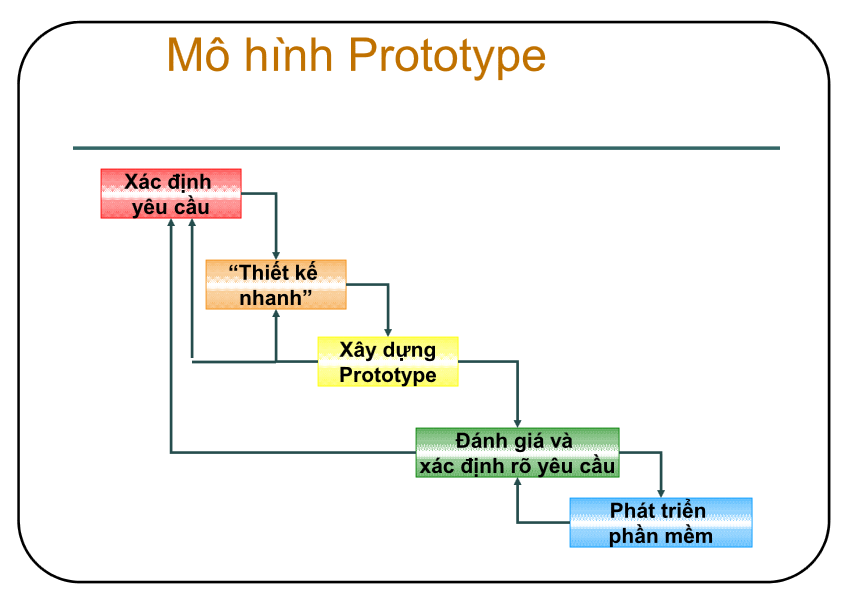 Mô hình Prototype
Xác định
yêu cầu
“Thiết kế
nhanh”
Xây dựng
Prototype
Đánh giá và
xác định rõ yêu cầu
Phát triển
phần mềm